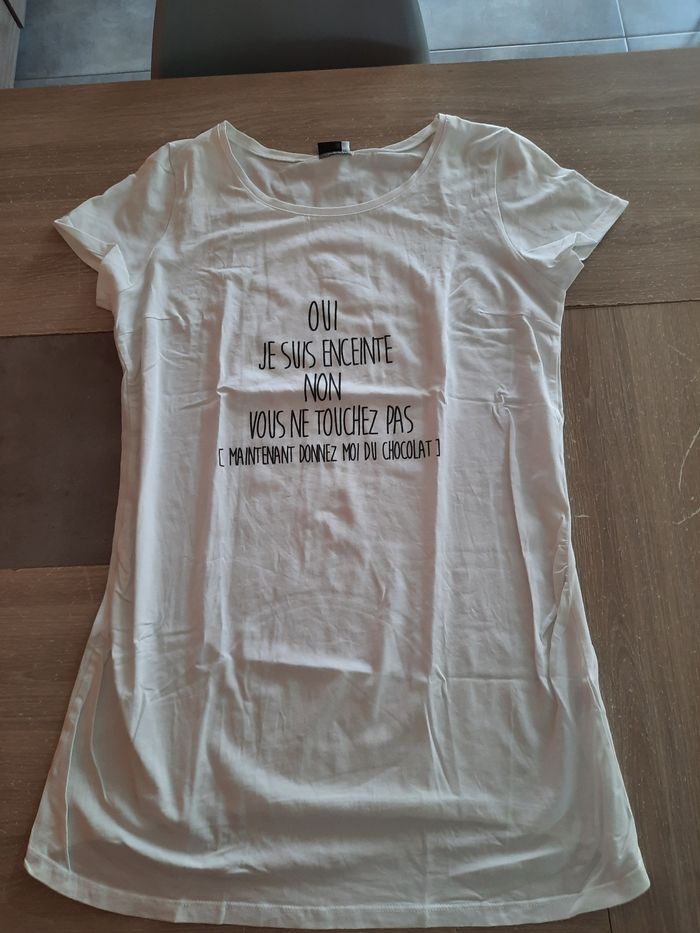 OUI
JE SUIS ENCEINTE
NON
VOUS NE TOUCHEZ PAS
[ MAINTENANT DONNEZ MOI DU CHOCOLAT ]